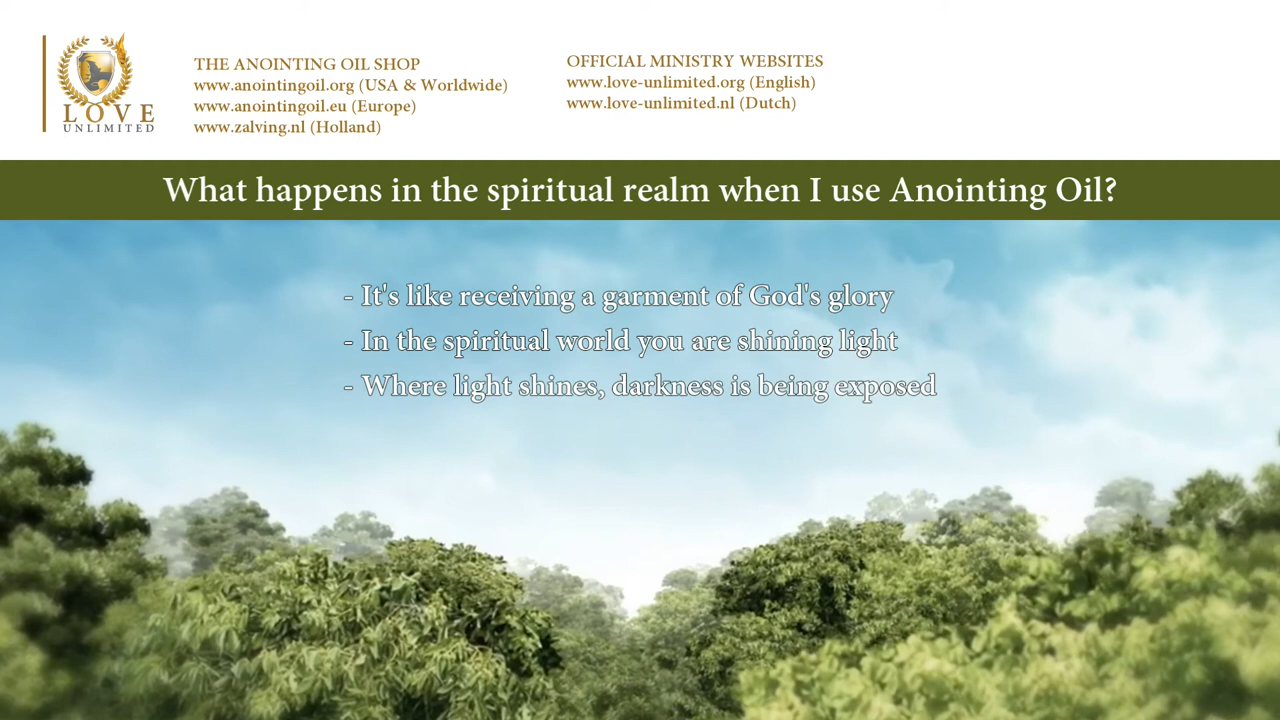 LOVE
UNLIMITED
THE ANOINTING OIL SHOP
www.anointingoil.org (USA & Worldwide)
www.anointingoil.eu (Europe)
www.zalving.nl (Holland)
OFFICIAL MINISTRY WEBSITES
www.love-unlimited.org (English)
www.love-unlimited.nl (Dutch)
What happens in the spiritual realm when I use Anointing Oil?
- It's like receiving a garment of God's glory
- In the spiritual world you are shining light
- Where light shines, darkness is being exposed